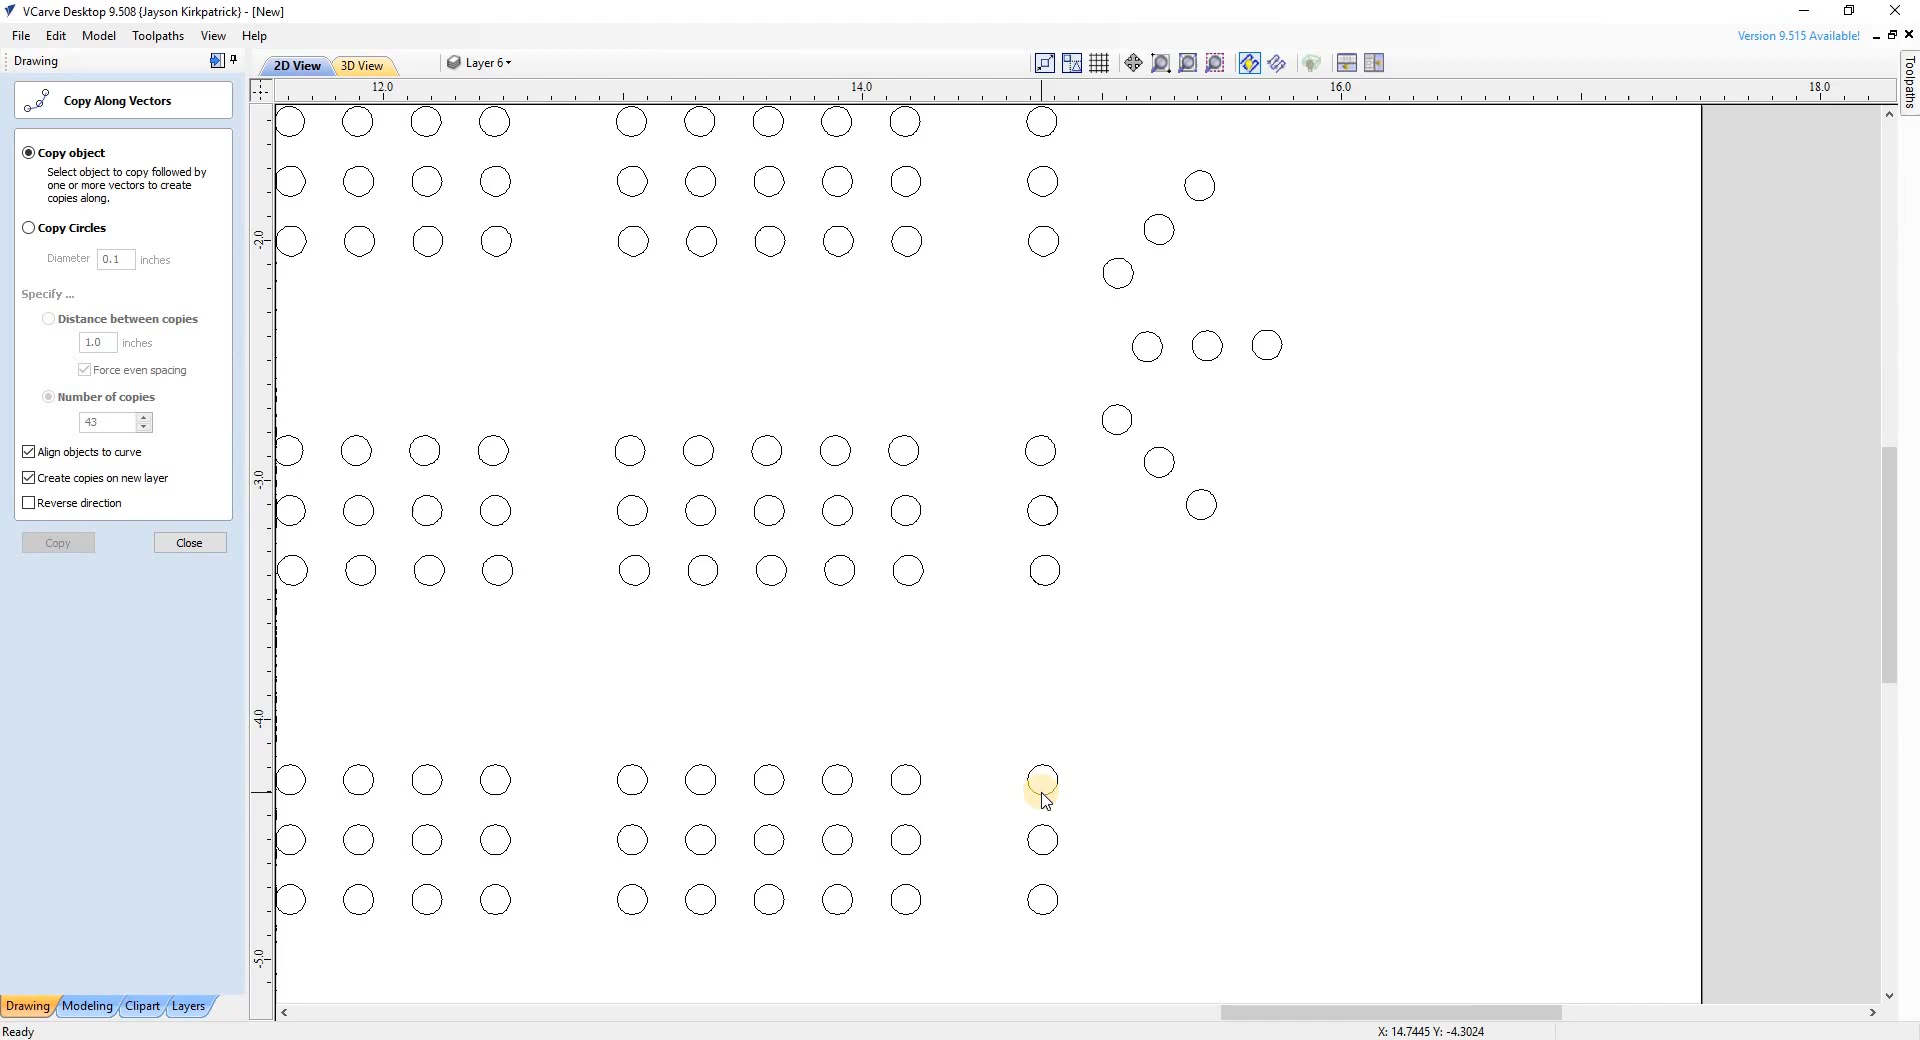 VCarve Desktop 9.508 {Jayson Kirkpatrick} - [New]
File Edit Model Toolpaths View Help
Version 9.515 Available!
Drawing
2D View 3D View Layer 6
Toolpaths
Copy Along Vectors
12.0 14.0 16.0 18.0
Copy object
Select object to copy followed by
one or more vectors to create
copies along.
Copy Circles
-2.0
Diameter 0.1 inches
Specify ...
Distance between copies
1.0 inches
Force even spacing
Number of copies
43
Align objects to curve
Create copies on new layer
-3.0
Reverse direction
Copy Close
-4.0
-5.0
Drawing Modeling Clipart Layers
Ready
X: 14.7445 Y: -4.3024